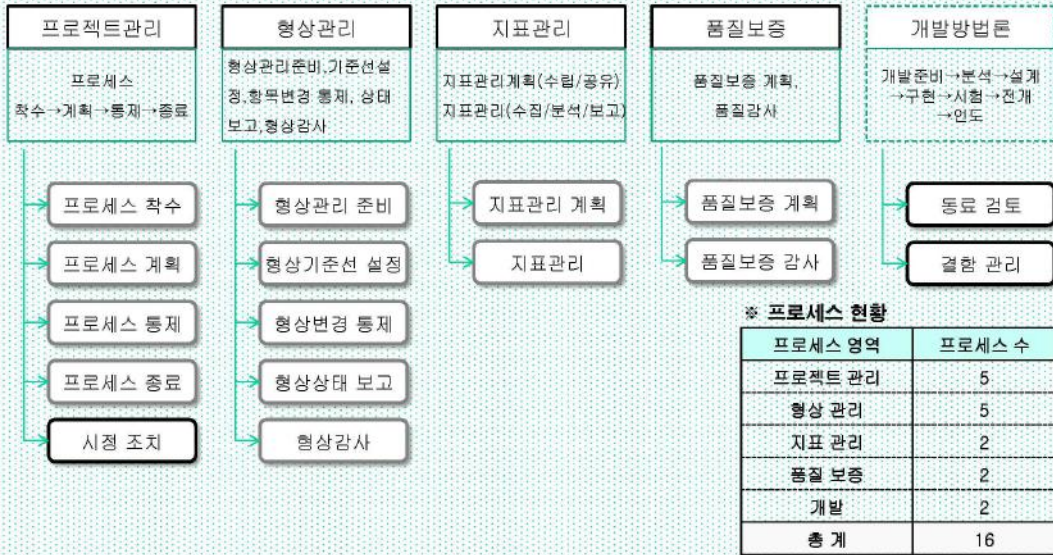 프로젝트관리
프로세스
착수→계획→통제→종료
프로세스 착수
프로세스 계획
프로세스 통제
프로세스 종료
시정 조치
형상관리
형상관리준비,기준선설
정,항목변경 통제, 상태
보고,형상감사
형상관리 준비
형상기준선 설정
형상변경 통제
형상상태 보고
형상감사
지표관리
지표관리계획(수립/공유)
지표관리(수집/분석/보고)
지표관리 계획
지표관리
품질보증
품질보증 계획,
품질감사
품질보증 계획
품질보증 감사
개발방법론
개발준비→분석→설계
→구현→시험→전개
→인도
동료 검토
결함 관리
※ 프로세스 현황
프로세스 영역 프로세스 수
프로젝트 관리 5
형상 관리 5
지표 관리 2
품질 보증 2
개발 2
총 계 16